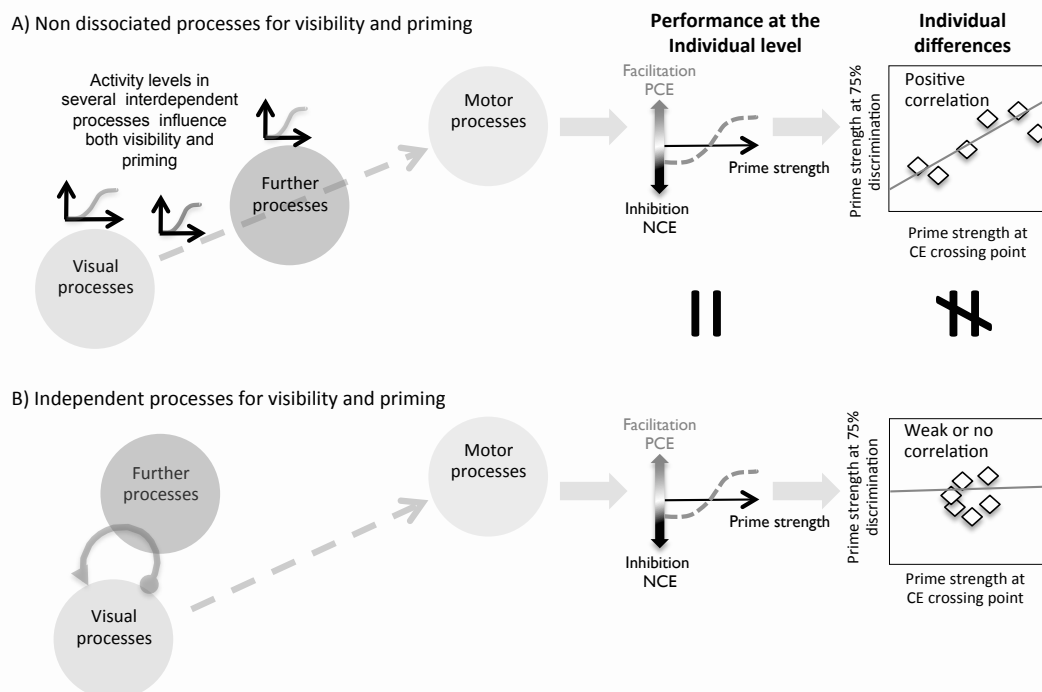 Performance at the
Individual level
Individual
differences
A) Non dissociated processes for visibility and priming
Activity levels in
several interdependent
processes influence
both visibility and
priming
Visual
processes
Further
processes
Motor
processes
Facilitation
PCE
Prime strength
Inhibition
NCE
Prime strength at 75%
discrimination
Positive
correlation
Prime strength at
CE crossing point
B) Independent processes for visibility and priming
Further
processes
Visual
processes
Motor
processes
Facilitation
PCE
Prime strength
Inhibition
NCE
Prime strength at 75%
discrimination
Weak or no
correlation
Prime strength at
CE crossing point